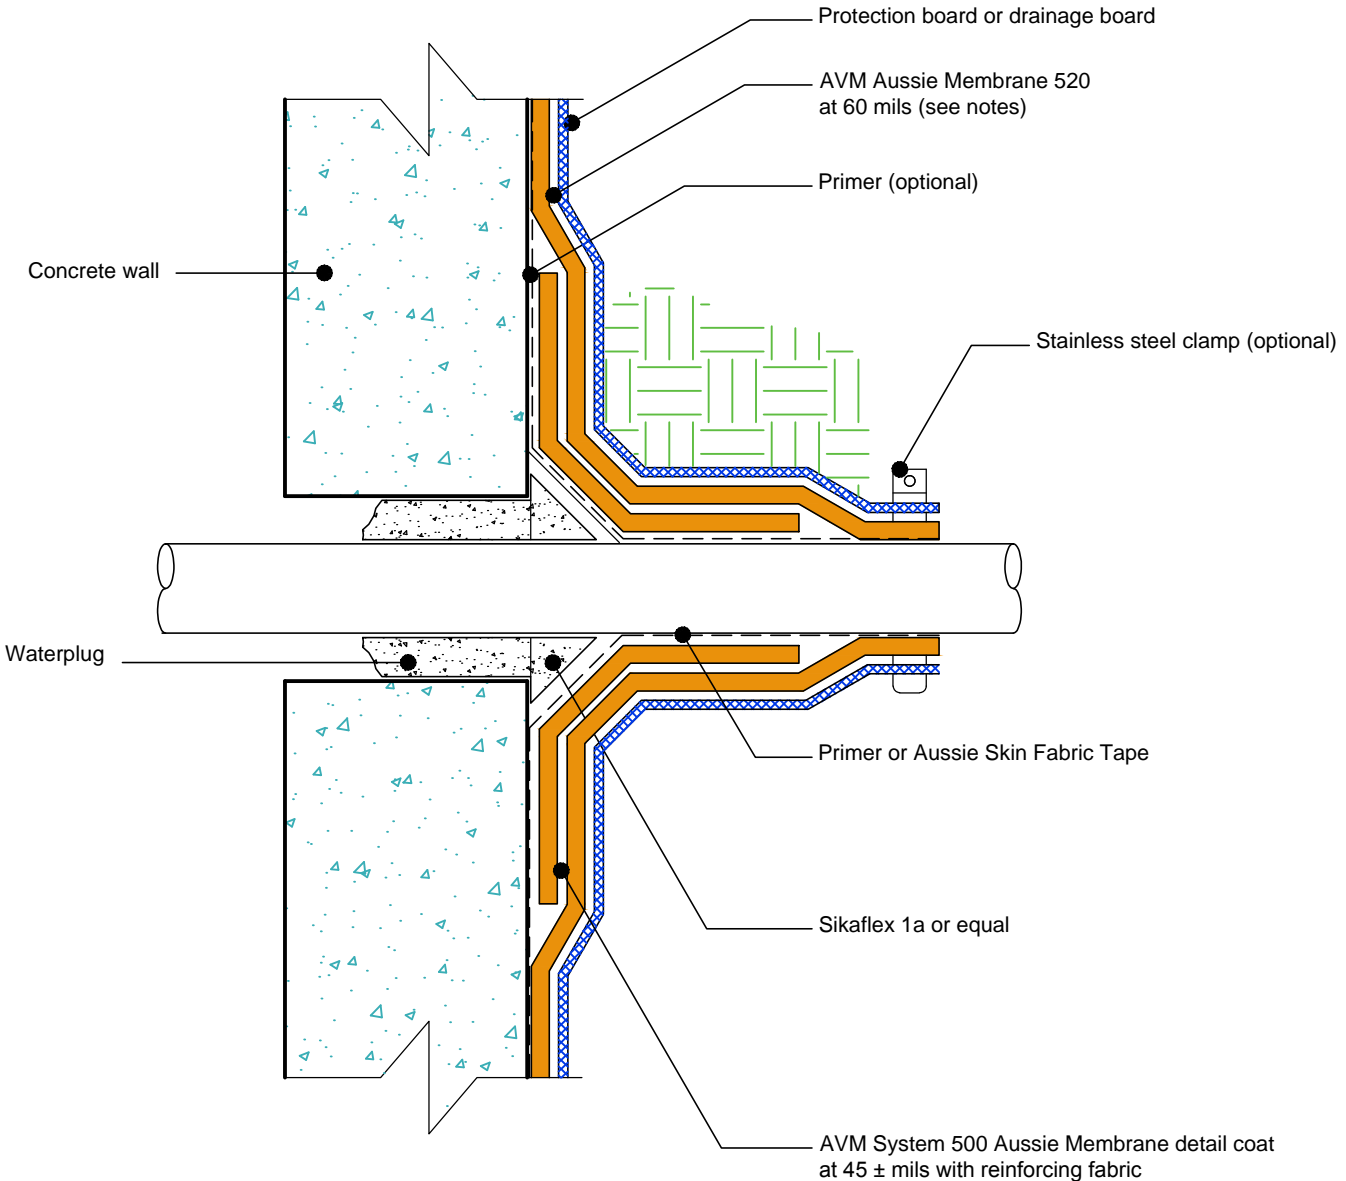 Protection board or drainage board
AVM Aussie Membrane 520
at 60 mils (see notes)
Primer (optional)
Concrete wall
Stainless steel clamp (optional)
Waterplug
Primer or Aussie Skin Fabric Tape
Sikaflex 1a or equal
AVM System 500 Aussie Membrane detail coat
at 45 ± mils with reinforcing fabric